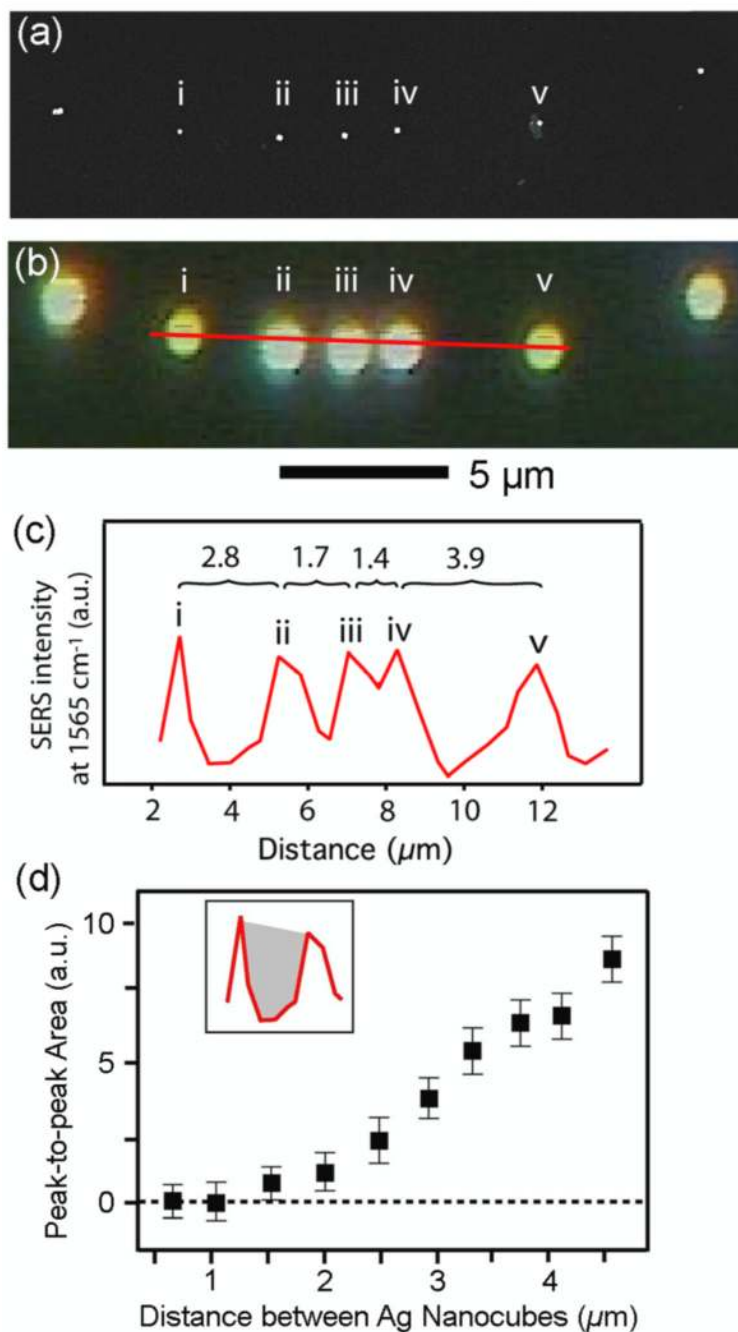 (a)
i ii iii iv v
(b)
i ii iii iv v
5 µm
(c)
SERS intensity
at 1565 cm⁻¹ (a.u.)
2.8 1.7 1.4 3.9
i ii iii iv v
2 4 6 8 10 12
Distance (µm)
(d)
Peak-to-peak Area (a.u.)
10
5
0
1 2 3 4
Distance between Ag Nanocubes (µm)